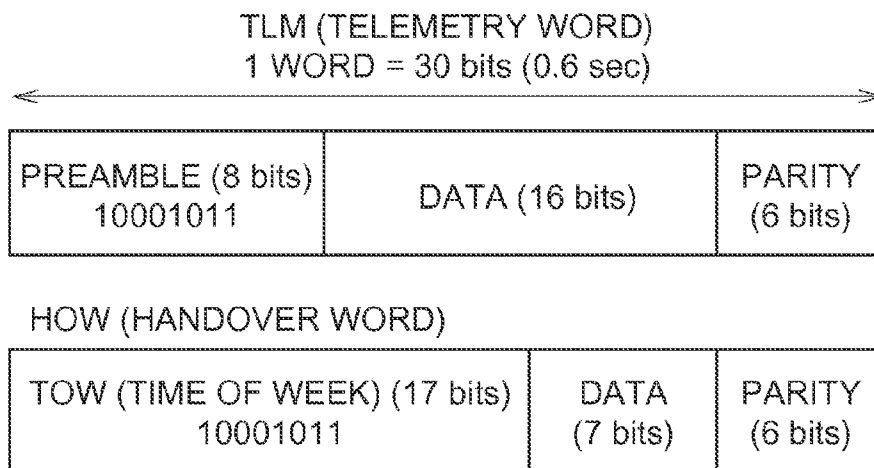 TLM (TELEMETRY WORD)
1 WORD = 30 bits (0.6 sec)
PREAMBLE (8 bits)
10001011
DATA (16 bits)
PARITY
(6 bits)
HOW (HANDOVER WORD)
TOW (TIME OF WEEK) (17 bits)
10001011
DATA
(7 bits)
PARITY
(6 bits)